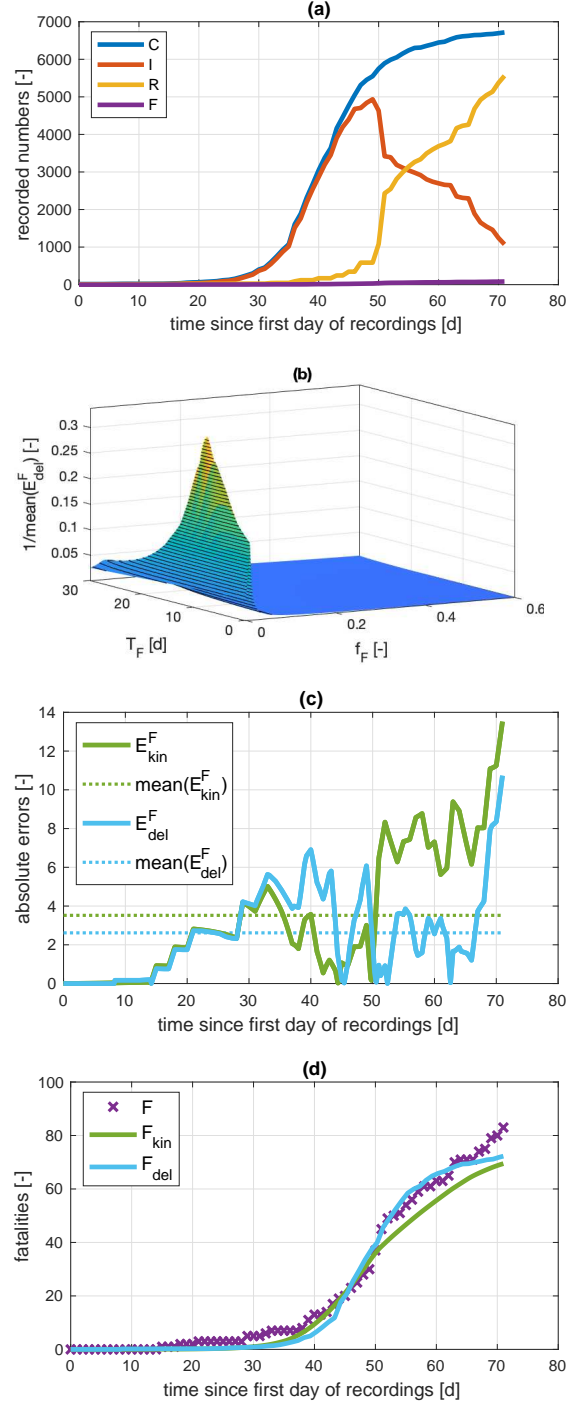 (a)
7000
6000
5000
4000
3000
2000
1000
0
recorded numbers [-]
C
I
R
F
0 10 20 30 40 50 60 70 80
time since first day of recordings [d]
(b)
0.3
0.25
0.2
0.15
0.1
0.05
1/mean(E^F_del) [-]
30
20
10
0
T_F [d]
0
0.2
0.4
0.6
f_F [-]
(c)
14
12
10
8
6
4
2
0
absolute errors [-]
E^F_kin
mean(E^F_kin)
E^F_del
mean(E^F_del)
0 10 20 30 40 50 60 70 80
time since first day of recordings [d]
(d)
100
80
60
40
20
0
fatalities [-]
F
F_kin
F_del
0 10 20 30 40 50 60 70 80
time since first day of recordings [d]